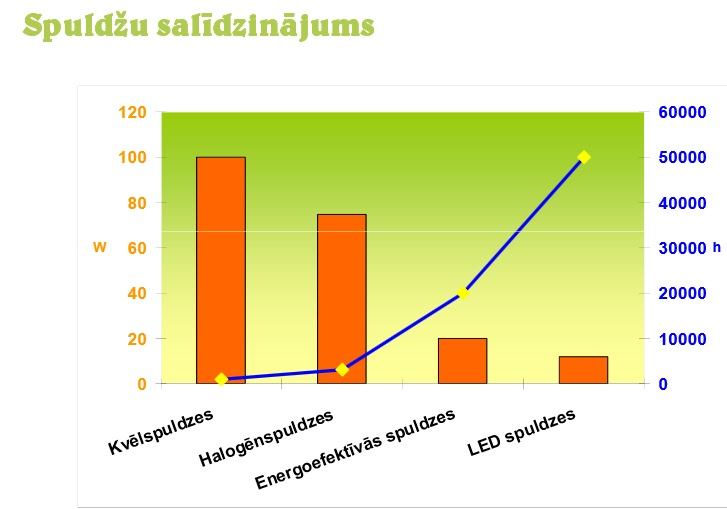 Spuldžu salīdzinājums
120 60000
100 50000
80 40000
W 60 30000 h
40 20000
20 10000
0 0
Kvēlspuldzes Halogēnspuldzes Energoefektīvās spuldzes LED spuldzes